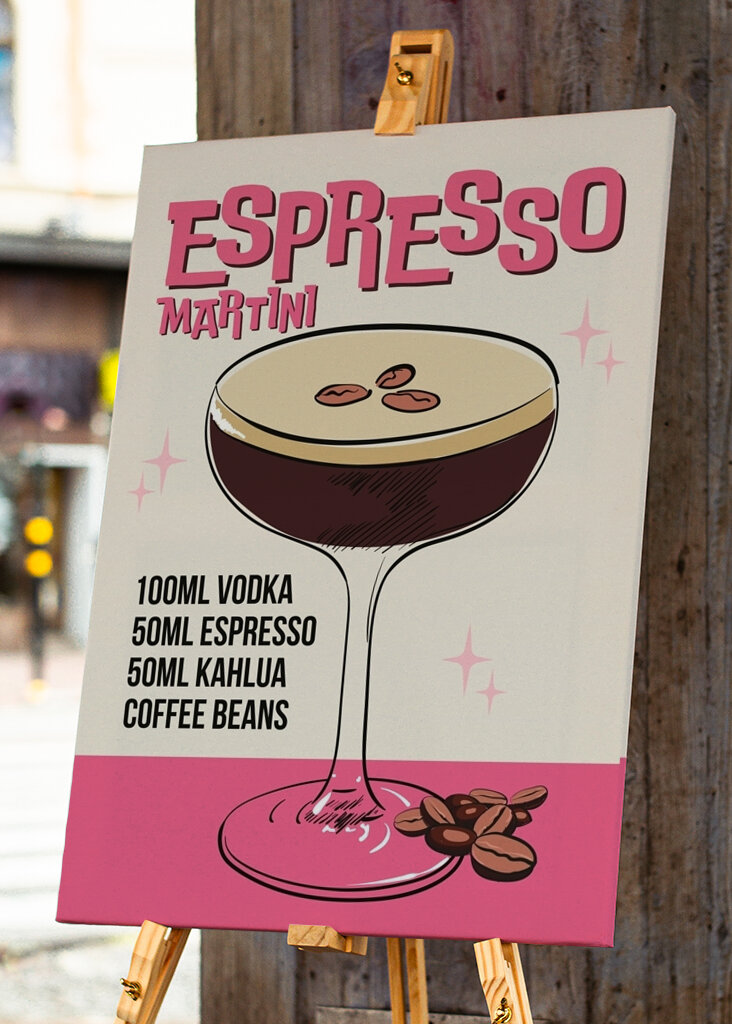 ESPRESSO
MARTINI
100ML VODKA
50ML ESPRESSO
50ML KAHLUA
COFFEE BEANS